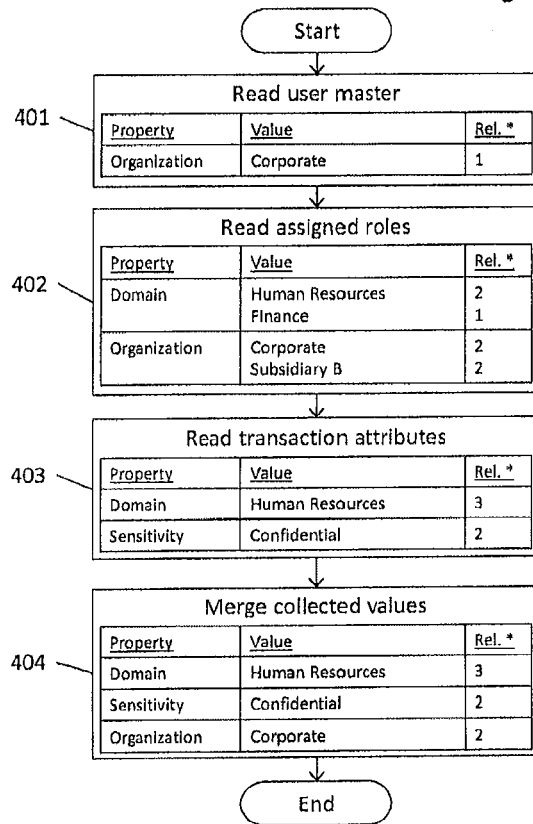 Start
Read user master
401
Property Value Rel. *
Organization Corporate 1
Read assigned roles
402
Property Value Rel. *
Domain Human Resources 2
Finance 1
Organization Corporate 2
Subsidiary B 2
Read transaction attributes
403
Property Value Rel. *
Domain Human Resources 3
Sensitivity Confidential 2
Merge collected values
404
Property Value Rel. *
Domain Human Resources 3
Sensitivity Confidential 2
Organization Corporate 2
End